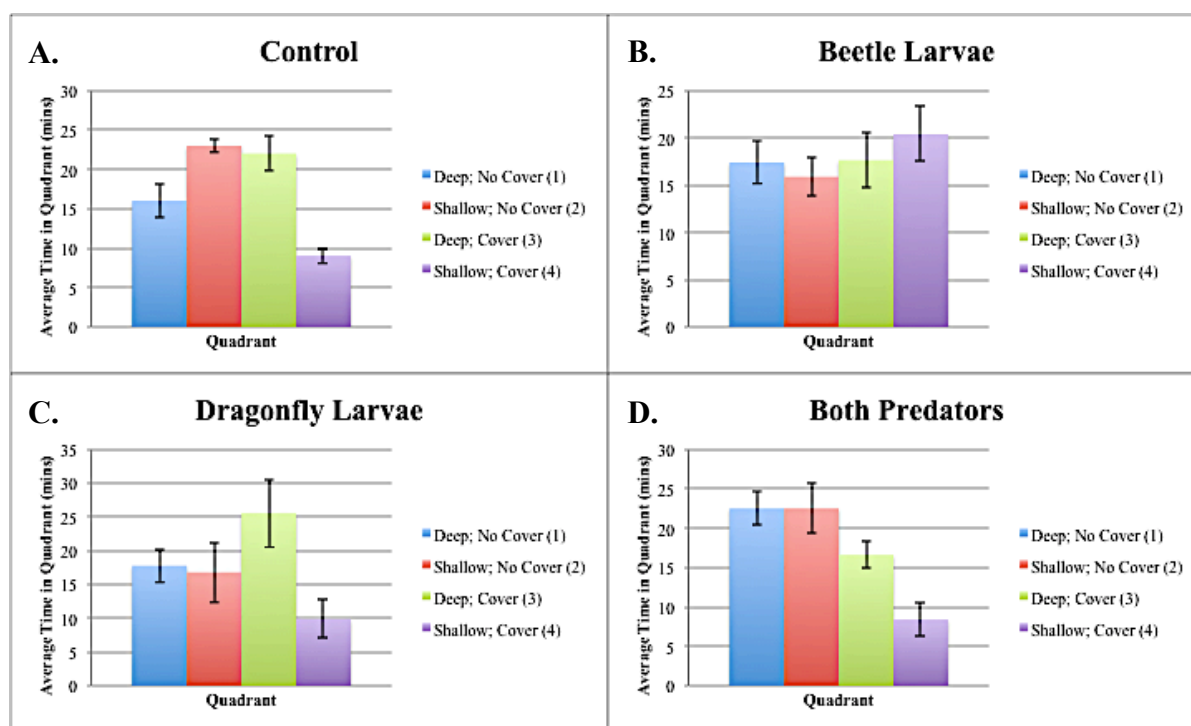 A.
Control
Average Time in Quadrant (mins)
30
25
20
15
10
5
0
Quadrant
Deep; No Cover (1)
Shallow; No Cover (2)
Deep; Cover (3)
Shallow; Cover (4)
B.
Beetle Larvae
Average Time in Quadrant (mins)
25
20
15
10
5
0
Quadrant
Deep; No Cover (1)
Shallow; No Cover (2)
Deep; Cover (3)
Shallow; Cover (4)
C.
Dragonfly Larvae
Average Time in Quadrant (mins)
35
30
25
20
15
10
5
0
Quadrant
Deep; No Cover (1)
Shallow; No Cover (2)
Deep; Cover (3)
Shallow; Cover (4)
D.
Both Predators
Average Time in Quadrant (mins)
30
25
20
15
10
5
0
Quadrant
Deep; No Cover (1)
Shallow; No Cover (2)
Deep; Cover (3)
Shallow; Cover (4)